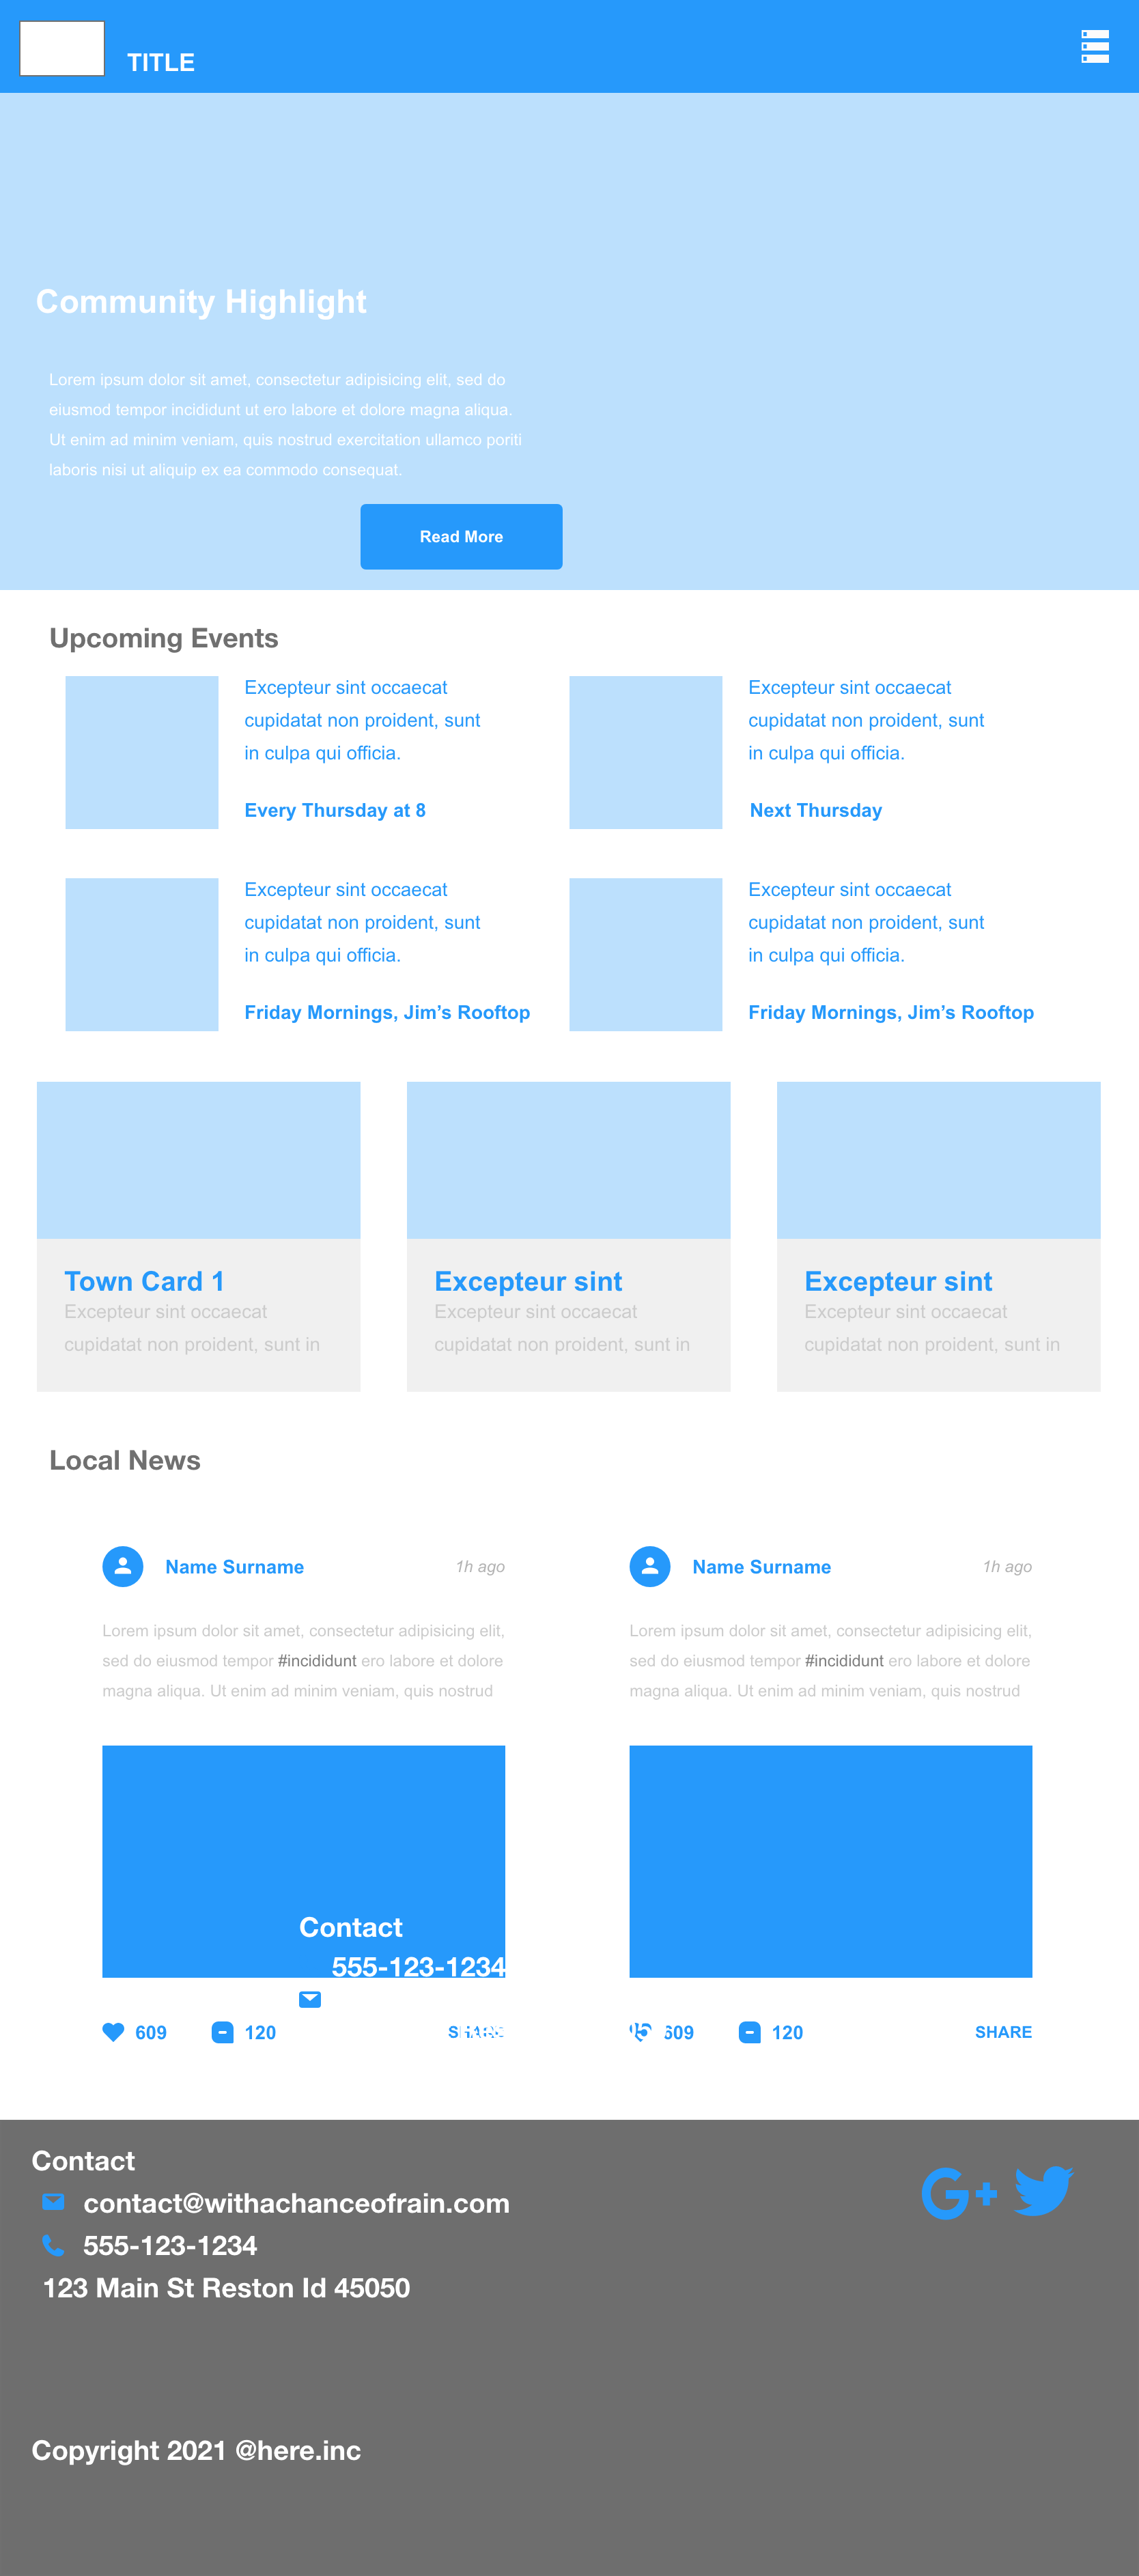 TITLE
Community Highlight
Lorem ipsum dolor sit amet, consectetur adipisicing elit, sed do
eiusmod tempor incididunt ut ero labore et dolore magna aliqua.
Ut enim ad minim veniam, quis nostrud exercitation ullamco poriti
laboris nisi ut aliquip ex ea commodo consequat.
Read More
Upcoming Events
Excepteur sint occaecat
cupidatat non proident, sunt
in culpa qui officia.
Every Thursday at 8
Excepteur sint occaecat
cupidatat non proident, sunt
in culpa qui officia.
Next Thursday
Excepteur sint occaecat
cupidatat non proident, sunt
in culpa qui officia.
Friday Mornings, Jim’s Rooftop
Excepteur sint occaecat
cupidatat non proident, sunt
in culpa qui officia.
Friday Mornings, Jim’s Rooftop
Town Card 1
Excepteur sint occaecat
cupidatat non proident, sunt in
Excepteur sint
Excepteur sint occaecat
cupidatat non proident, sunt in
Excepteur sint
Excepteur sint occaecat
cupidatat non proident, sunt in
Local News
Name Surname
1h ago
Lorem ipsum dolor sit amet, consectetur adipisicing elit,
sed do eiusmod tempor #incididunt ero labore et dolore
magna aliqua. Ut enim ad minim veniam, quis nostrud
Name Surname
1h ago
Lorem ipsum dolor sit amet, consectetur adipisicing elit,
sed do eiusmod tempor #incididunt ero labore et dolore
magna aliqua. Ut enim ad minim veniam, quis nostrud
Contact
555-123-1234
609
120
609
120
SHARE
Contact
contact@withachanceofrain.com
555-123-1234
123 Main St Reston Id 45050
G+
Copyright 2021 @here.inc